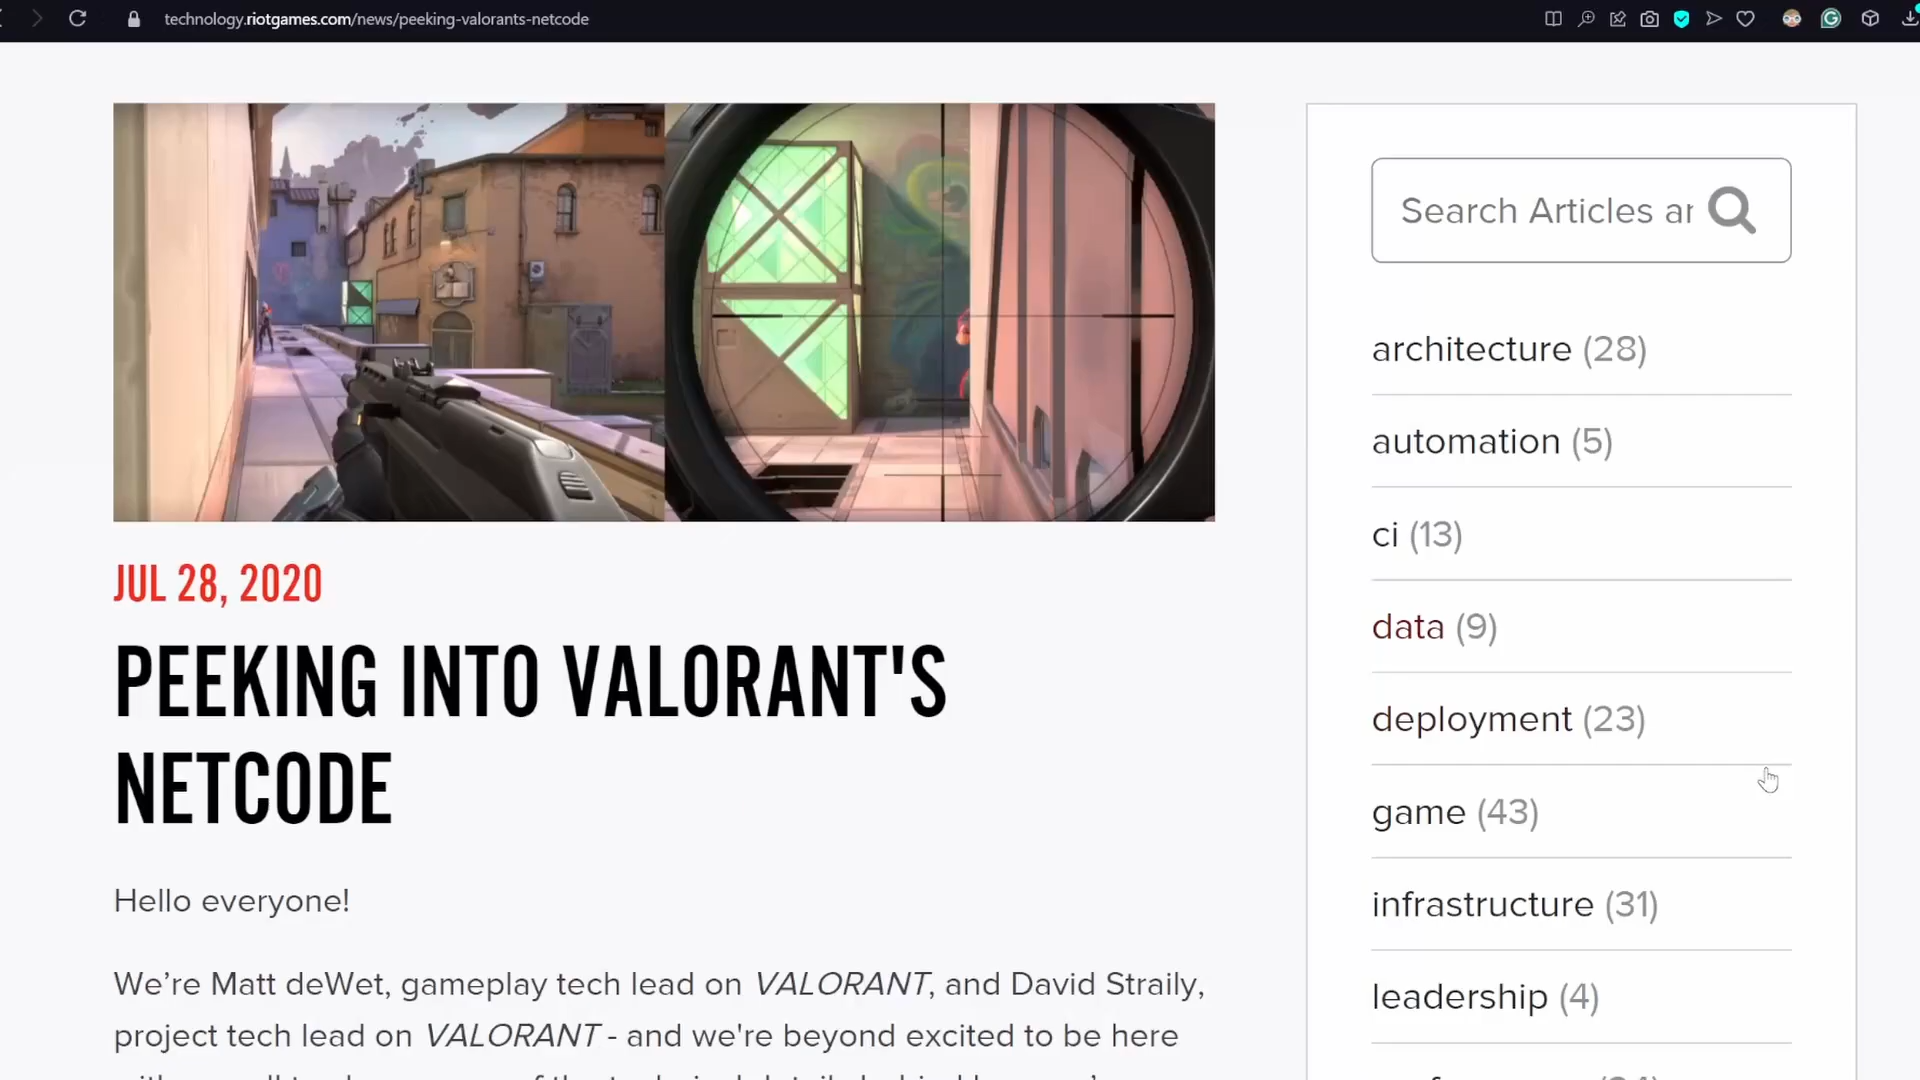 technology.riotgames.com/news/peeking-valorants-netcode
Search Articles ar
architecture (28)
automation (5)
ci (13)
data (9)
deployment (23)
game (43)
infrastructure (31)
leadership (4)
JUL 28, 2020
PEEKING INTO VALORANT'S
NETCODE
Hello everyone!
We’re Matt deWet, gameplay tech lead on VALORANT, and David Straily,
project tech lead on VALORANT - and we're beyond excited to be here